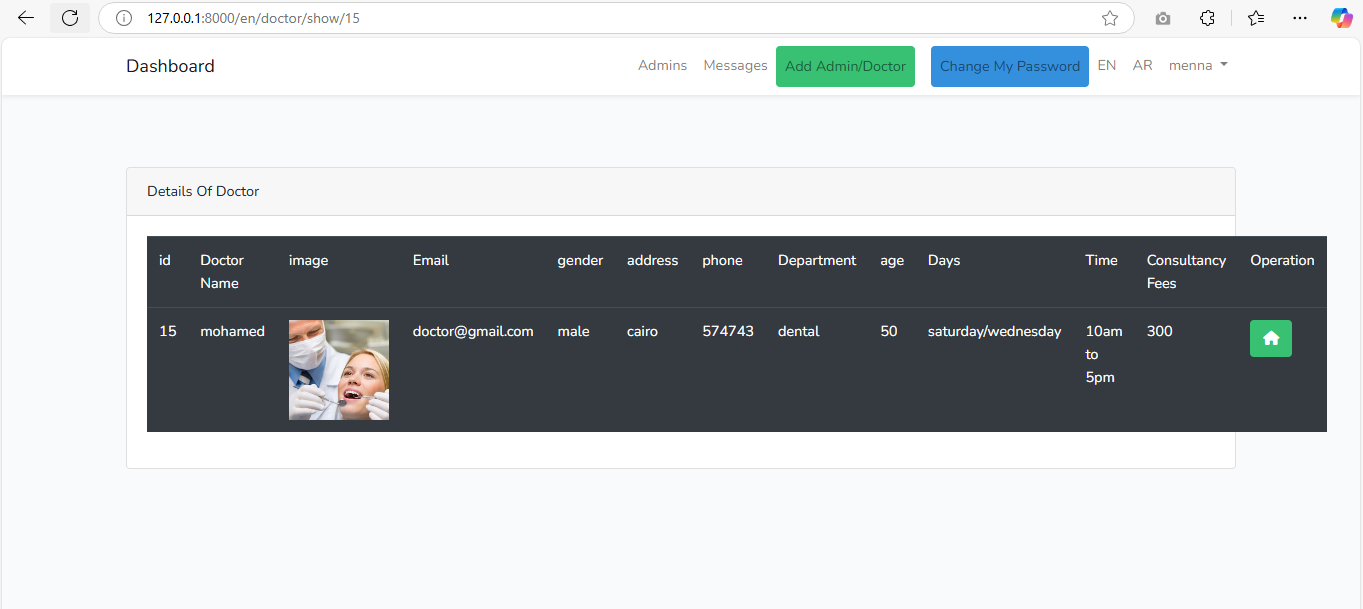 127.0.0.1:8000/en/doctor/show/15
Dashboard Admins Messages Add Admin/Doctor Change My Password EN AR menna
Details Of Doctor
id Doctor Name image Email gender address phone Department age Days Time Consultancy Fees Operation
15 mohamed doctor@gmail.com male cairo 574743 dental 50 saturday/wednesday 10am to 5pm 300